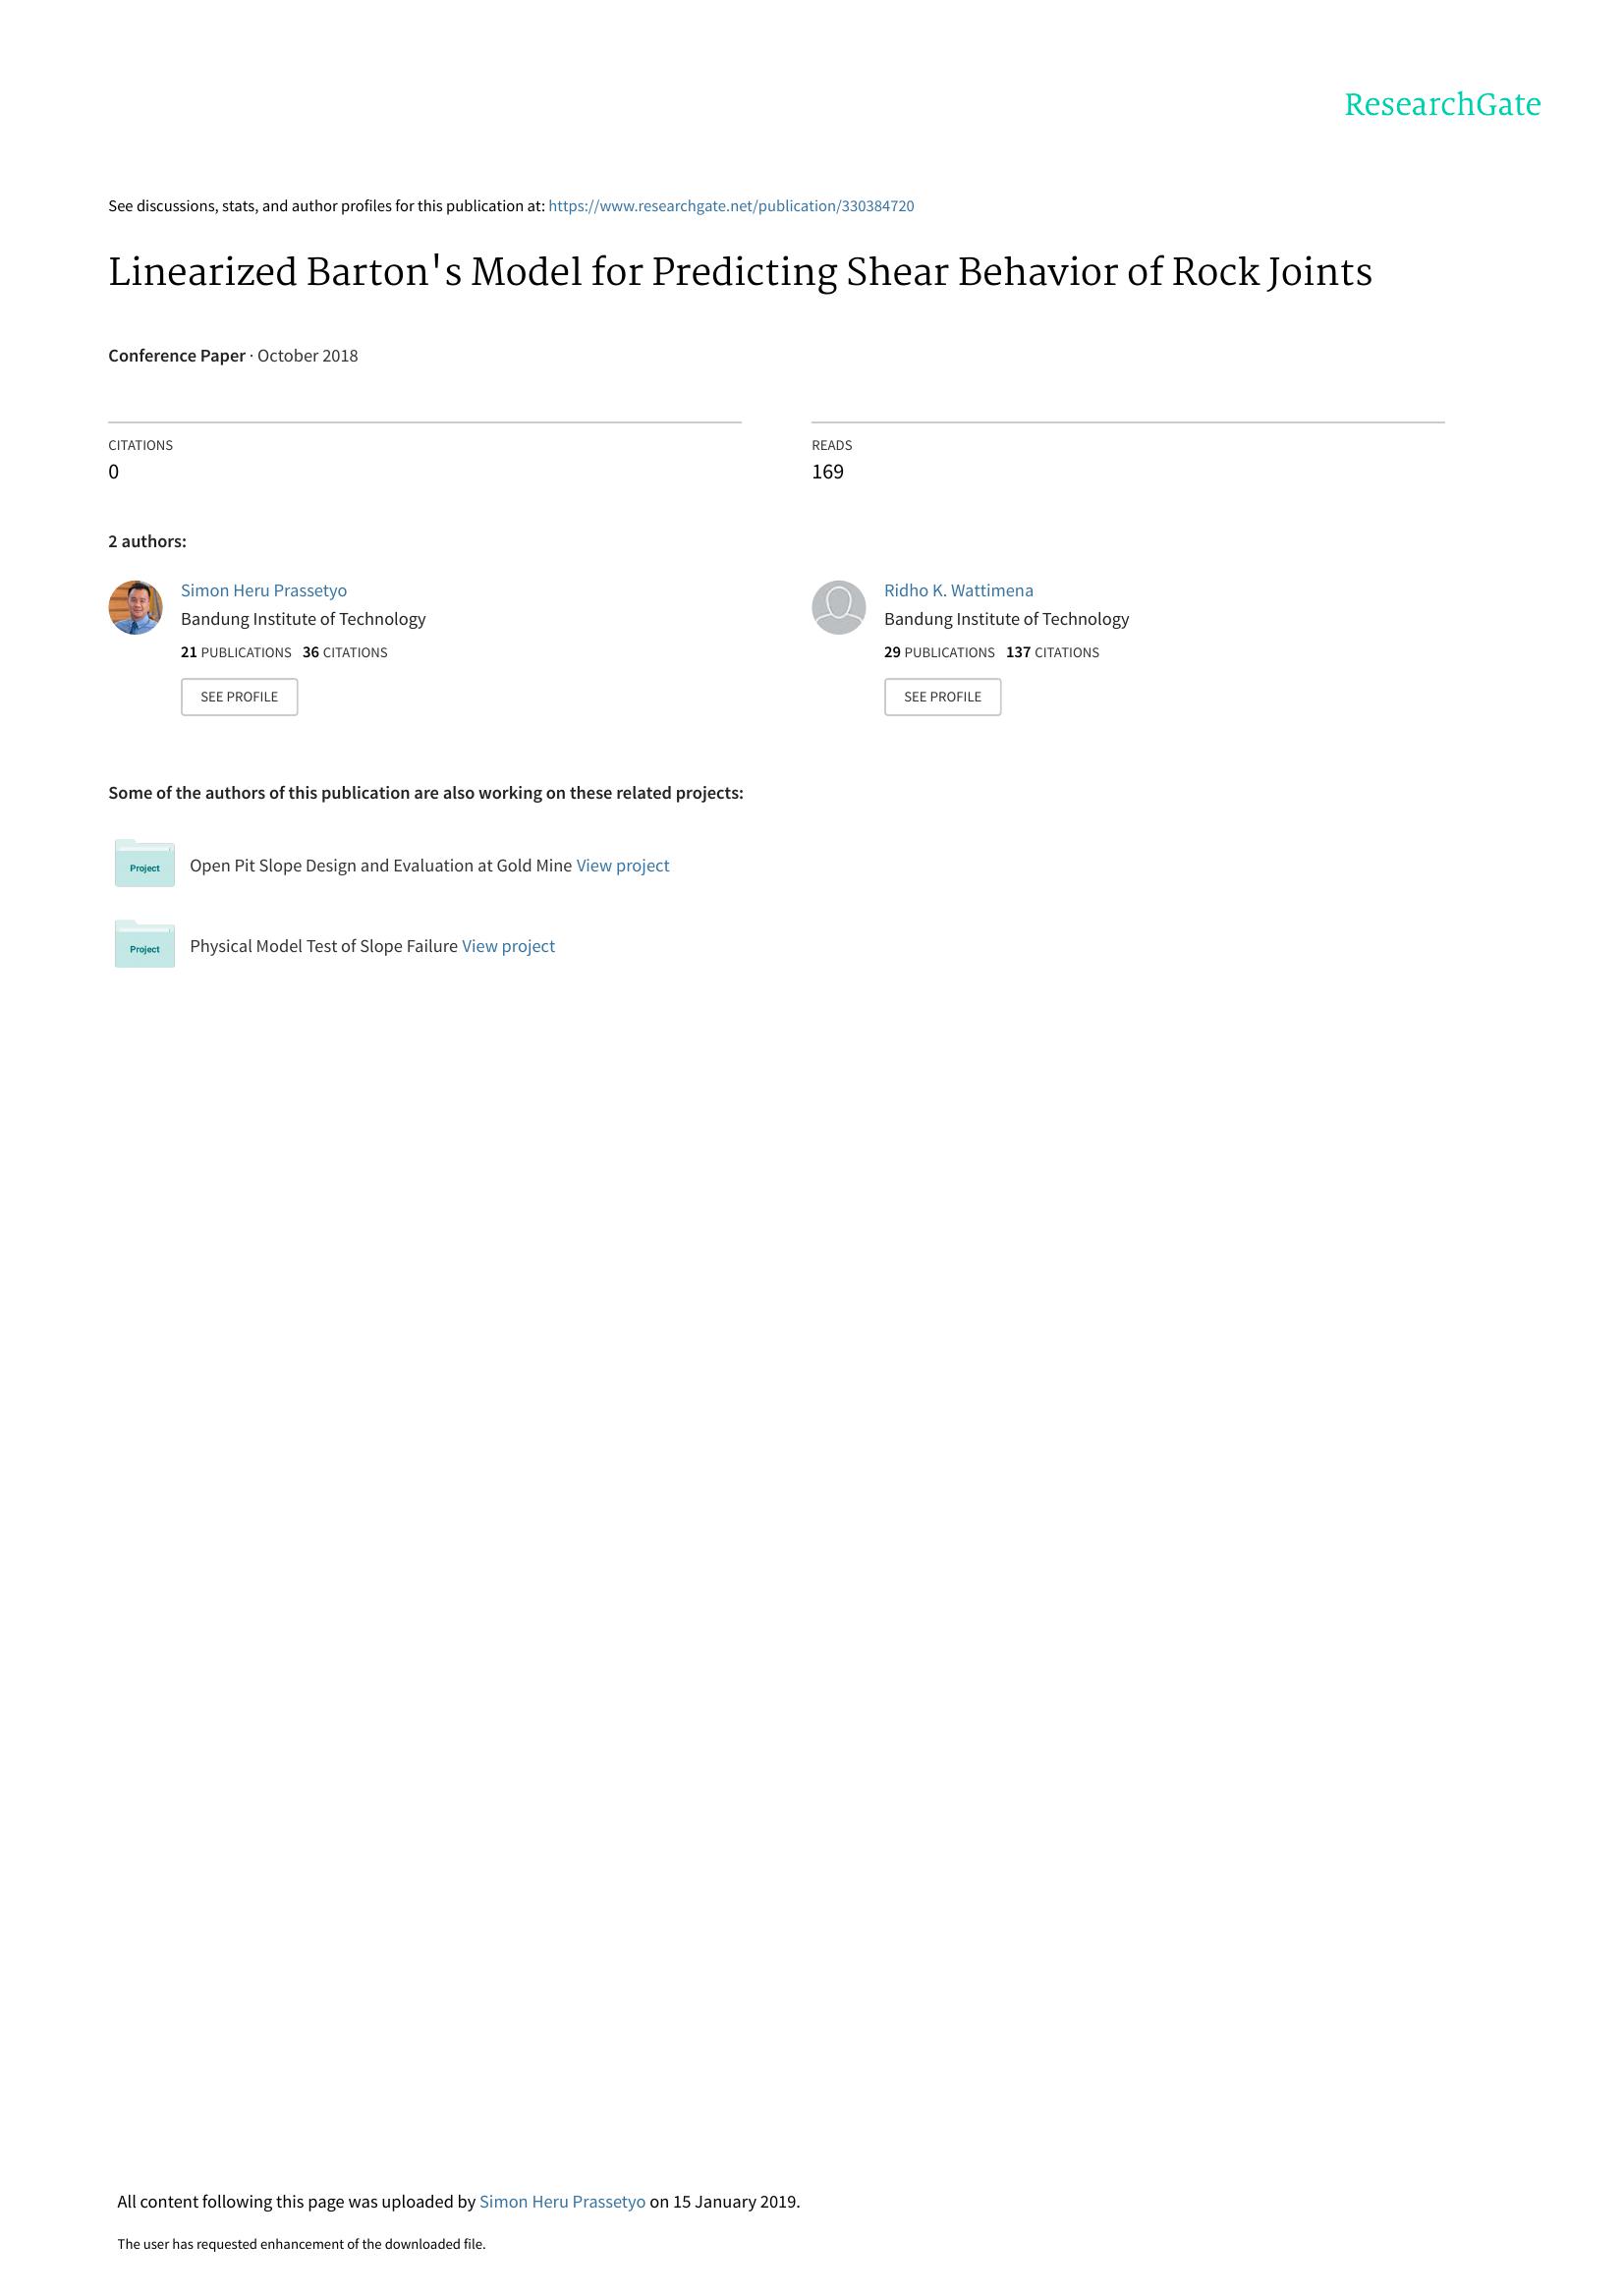 ResearchGate
See discussions, stats, and author profiles for this publication at: https://www.researchgate.net/publication/330384720
Linearized Barton's Model for Predicting Shear Behavior of Rock Joints
Conference Paper · October 2018
CITATIONS
0
READS
169
2 authors:
Simon Heru Prassetyo
Bandung Institute of Technology
21 PUBLICATIONS 36 CITATIONS
SEE PROFILE
Ridho K. Wattimena
Bandung Institute of Technology
29 PUBLICATIONS 137 CITATIONS
SEE PROFILE
Some of the authors of this publication are also working on these related projects:
Project
Open Pit Slope Design and Evaluation at Gold Mine View project
Project
Physical Model Test of Slope Failure View project
All content following this page was uploaded by Simon Heru Prassetyo on 15 January 2019.
The user has requested enhancement of the downloaded file.